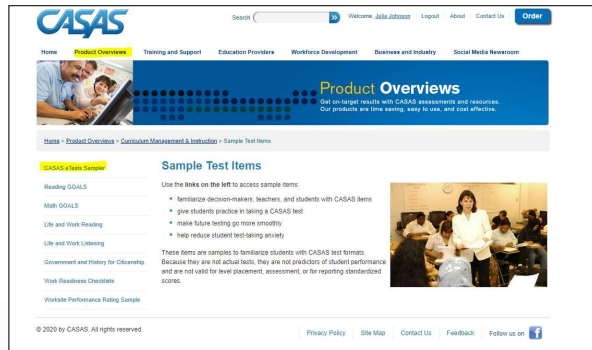 CASAS
Search
Welcome, Julia Johnson Logout About Contact Us Order
Home Product Overviews Training and Support Education Providers Workforce Development Business and Industry Social Media Newsroom
Product Overviews
Get on-target results with CASAS assessments and resources.
Our products are time saving, easy to use, and cost effective.
Home > Product Overviews > Curriculum Management & Instruction > Sample Test Items
CASAS eTests Sampler
Reading GOALS
Math GOALS
Life and Work Reading
Life and Work Listening
Government and History for Citizenship
Work Readiness Checklists
Worksite Performance Rating Sample
Sample Test Items
Use the links on the left to access sample items:
familiarize decision-makers, teachers, and students with CASAS items
give students practice in taking a CASAS test
make future testing go more smoothly
help reduce student test-taking anxiety
These items are samples to familiarize students with CASAS test formats.
Because they are not actual tests, they are not predictors of student performance
and are not valid for level placement, assessment, or for reporting standardized
scores.
© 2020 by CASAS. All rights reserved.
Privacy Policy Site Map Contact Us Feedback Follow us on f